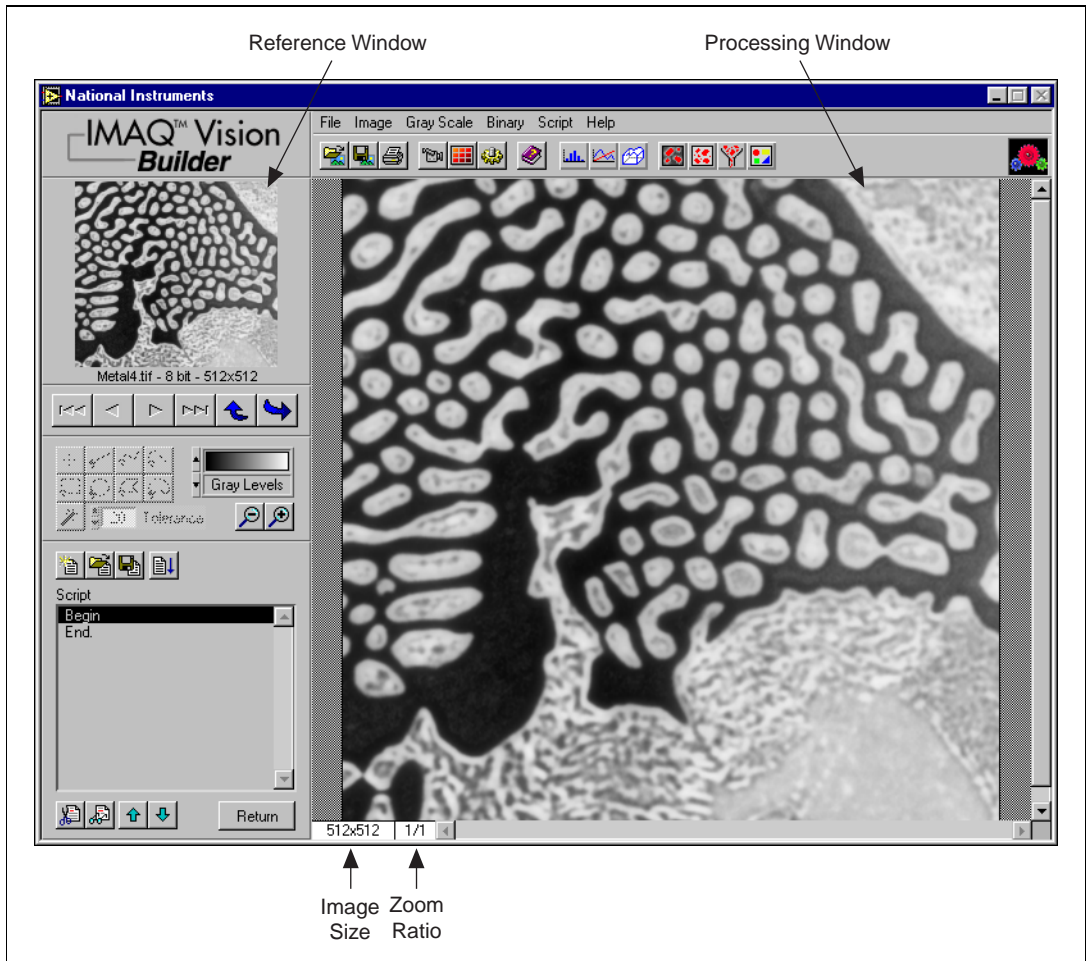 Reference Window
Processing Window
National Instruments
IMAQ™ Vision
Builder
File Image Gray Scale Binary Script Help
Metal4.tif - 8 bit - 512x512
Gray Levels
20 Tolerance
Script
Begin
End.
Return
512x512 1/1
Image Size
Zoom Ratio